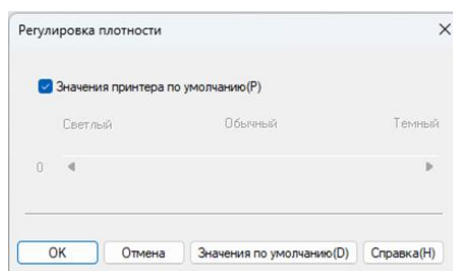 Регулировка плотности
Значения принтера по умолчанию(P)
Светлый Обычный Темный
0
OK Отмена Значения по умолчанию(D) Справка(H)